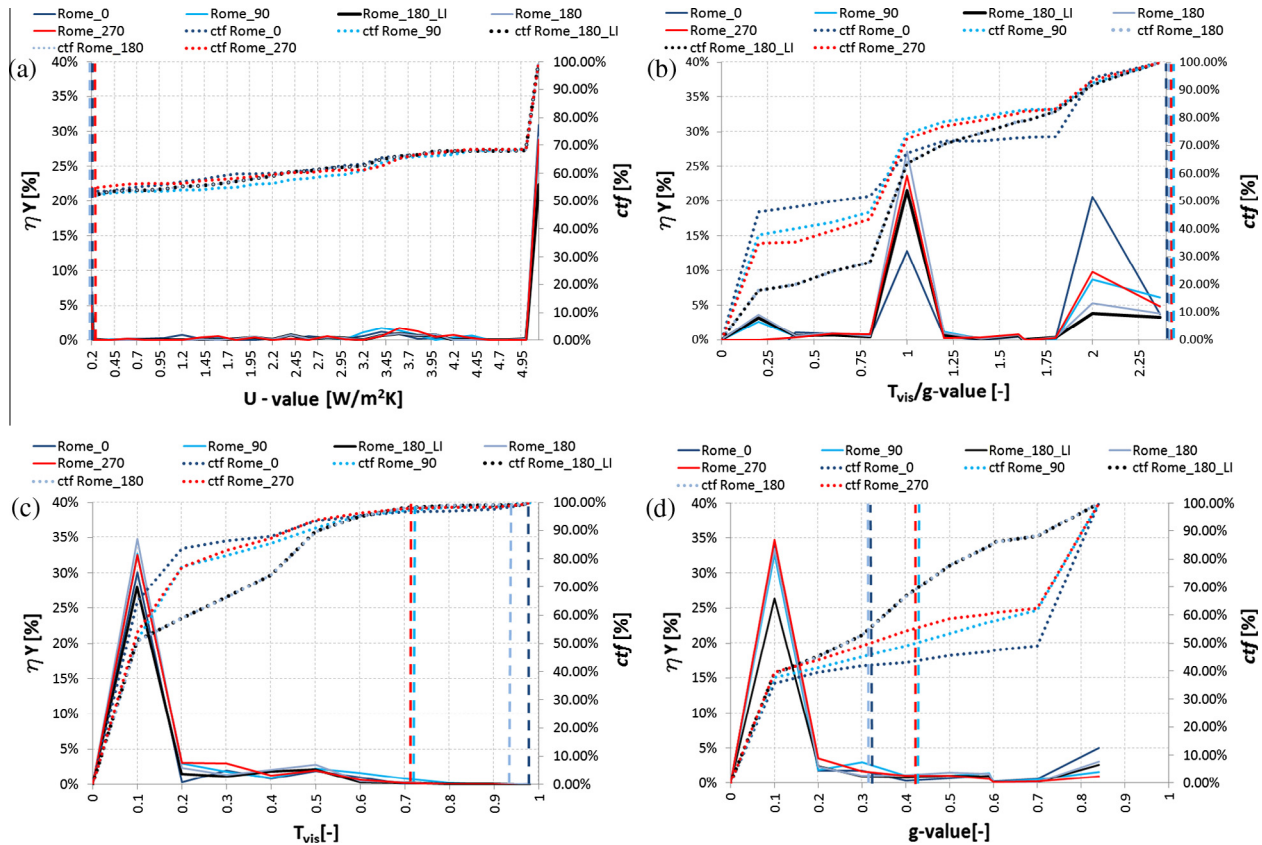 Rome_0 Rome_90 Rome_180_LI Rome_180
Rome_270 ctf Rome_0 ctf Rome_90 ctf Rome_180_LI
ctf Rome_180 ctf Rome_270
(a)
40% 100.00%
35% 90.00%
30% 80.00%
25% 70.00%
20% 60.00%
15% 50.00%
10% 40.00%
5% 30.00%
0% 20.00%
10.00%
0.00%
η Y [%]
ctf [%]
0.2 0.45 0.7 0.95 1.2 1.45 1.7 1.95 2.2 2.45 2.7 2.95 3.2 3.45 3.7 3.95 4.2 4.45 4.7 4.95
U - value [W/m²K]
Rome_0 Rome_90 Rome_180_LI Rome_180
Rome_270 ctf Rome_0 ctf Rome_90 ctf Rome_180
ctf Rome_180_LI ctf Rome_270
(b)
40% 100.00%
35% 90.00%
30% 80.00%
25% 70.00%
20% 60.00%
15% 50.00%
10% 40.00%
5% 30.00%
0% 20.00%
10.00%
0.00%
η Y [%]
ctf [%]
0 0.25 0.5 0.75 1 1.25 1.5 1.75 2 2.25
Tvis/g-value [-]
Rome_0 Rome_90 Rome_180_LI Rome_180
Rome_270 ctf Rome_0 ctf Rome_90 ctf Rome_180_LI
ctf Rome_180 ctf Rome_270
(c)
40% 100.00%
35% 90.00%
30% 80.00%
25% 70.00%
20% 60.00%
15% 50.00%
10% 40.00%
5% 30.00%
0% 20.00%
10.00%
0.00%
η Y [%]
ctf [%]
0 0.1 0.2 0.3 0.4 0.5 0.6 0.7 0.8 0.9 1
Tvis[-]
Rome_0 Rome_90 Rome_180_LI Rome_180
Rome_270 ctf Rome_0 ctf Rome_90 ctf Rome_180_LI
ctf Rome_180 ctf Rome_270
(d)
40% 100.00%
35% 90.00%
30% 80.00%
25% 70.00%
20% 60.00%
15% 50.00%
10% 40.00%
5% 30.00%
0% 20.00%
10.00%
0.00%
η Y [%]
ctf [%]
0 0.1 0.2 0.3 0.4 0.5 0.6 0.7 0.8 0.9 1
g-value[-]